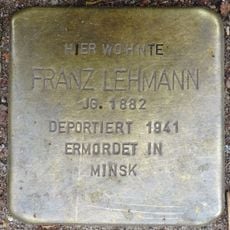 HIER WOHNTE
FRANZ LEHMANN
JG. 1882
DEPORTIERT 1941
ERMORDET IN
MINSK